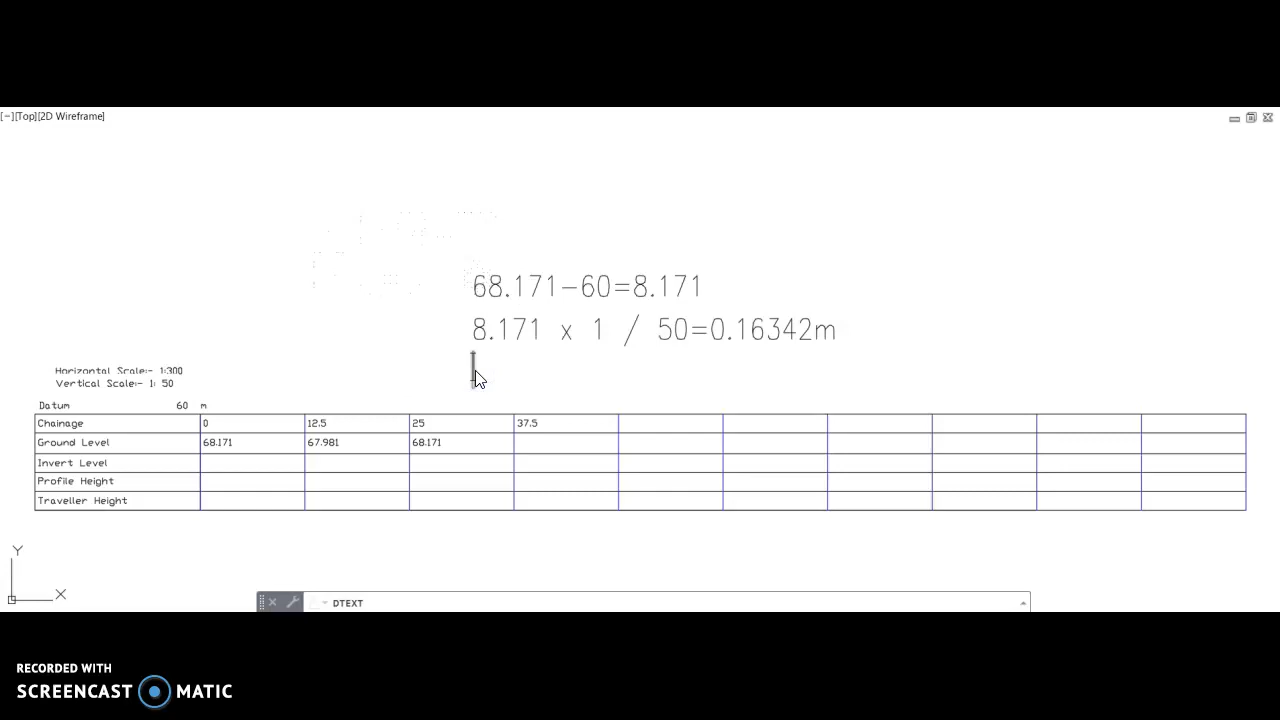 [−][Top][2D Wireframe]
68.171-60=8.171
8.171 x 1 / 50=0.16342m
Horizontal Scale:- 1:300
Vertical Scale:- 1: 50
Datum 60 m
Chainage 0 12.5 25 37.5
Ground Level 68.171 67.981 68.171
Invert Level
Profile Height
Traveller Height
Y
X
DTEXT
RECORDED WITH
SCREENCAST MATIC